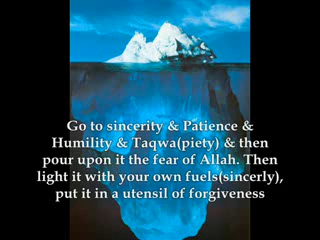 Go to sincerity & Patience &
Humility & Taqwa(piety) & then
pour upon it the fear of Allah. Then
light it with your own fuels(sincerly),
put it in a utensil of forgiveness